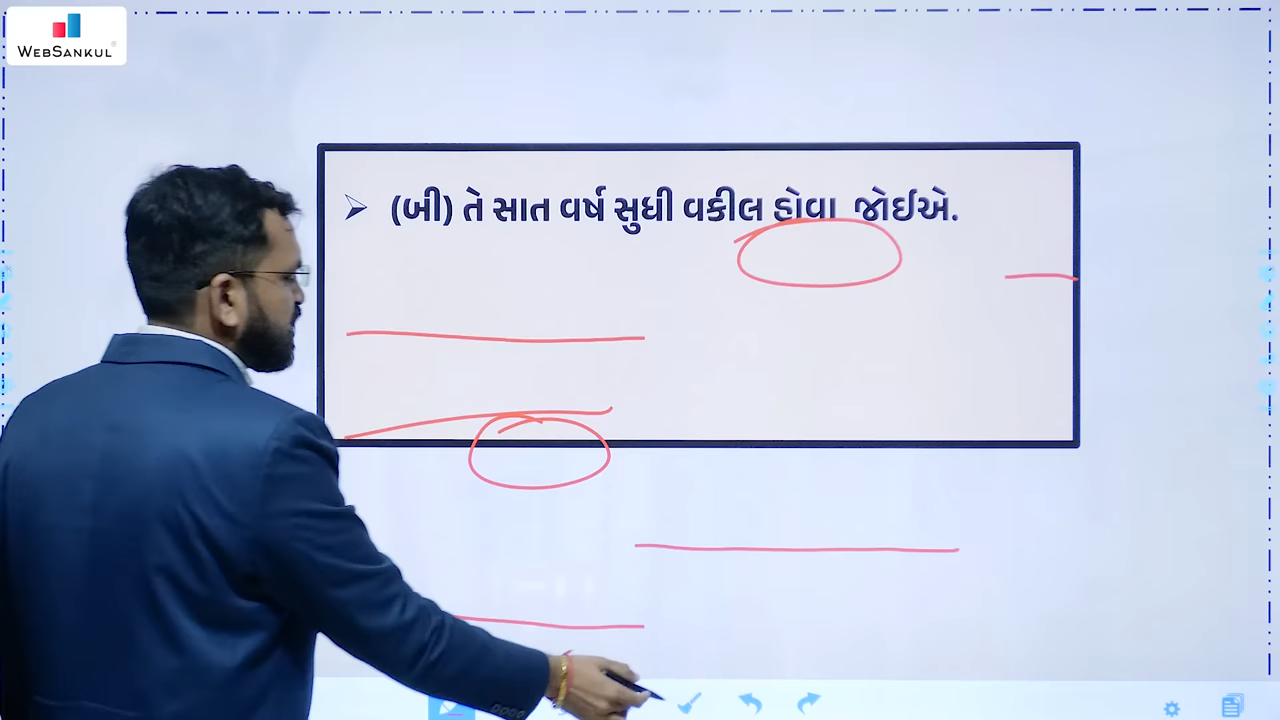 WEBSANKUL
➢ (બી) તે સાત વર્ષ સુધી વકીલ હોવા જોઈએ.